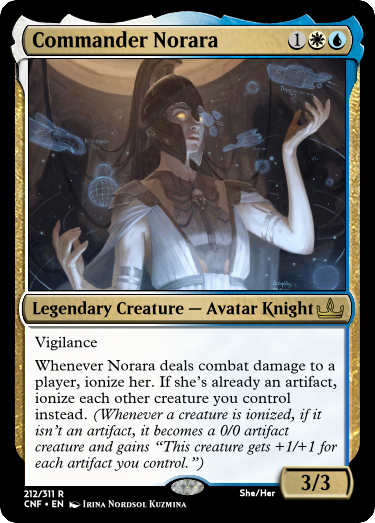 Commander Norara 1
Legendary Creature — Avatar Knight
Vigilance
Whenever Norara deals combat damage to a
player, ionize her. If she's already an artifact,
ionize each other creature you control
instead. (Whenever a creature is ionized, if it
isn't an artifact, it becomes a 0/0 artifact
creature and gains “This creature gets +1/+1 for
each artifact you control.”)
3/3
212/311 R
She/Her
CNF • EN Irina Nordsol Kuzmina